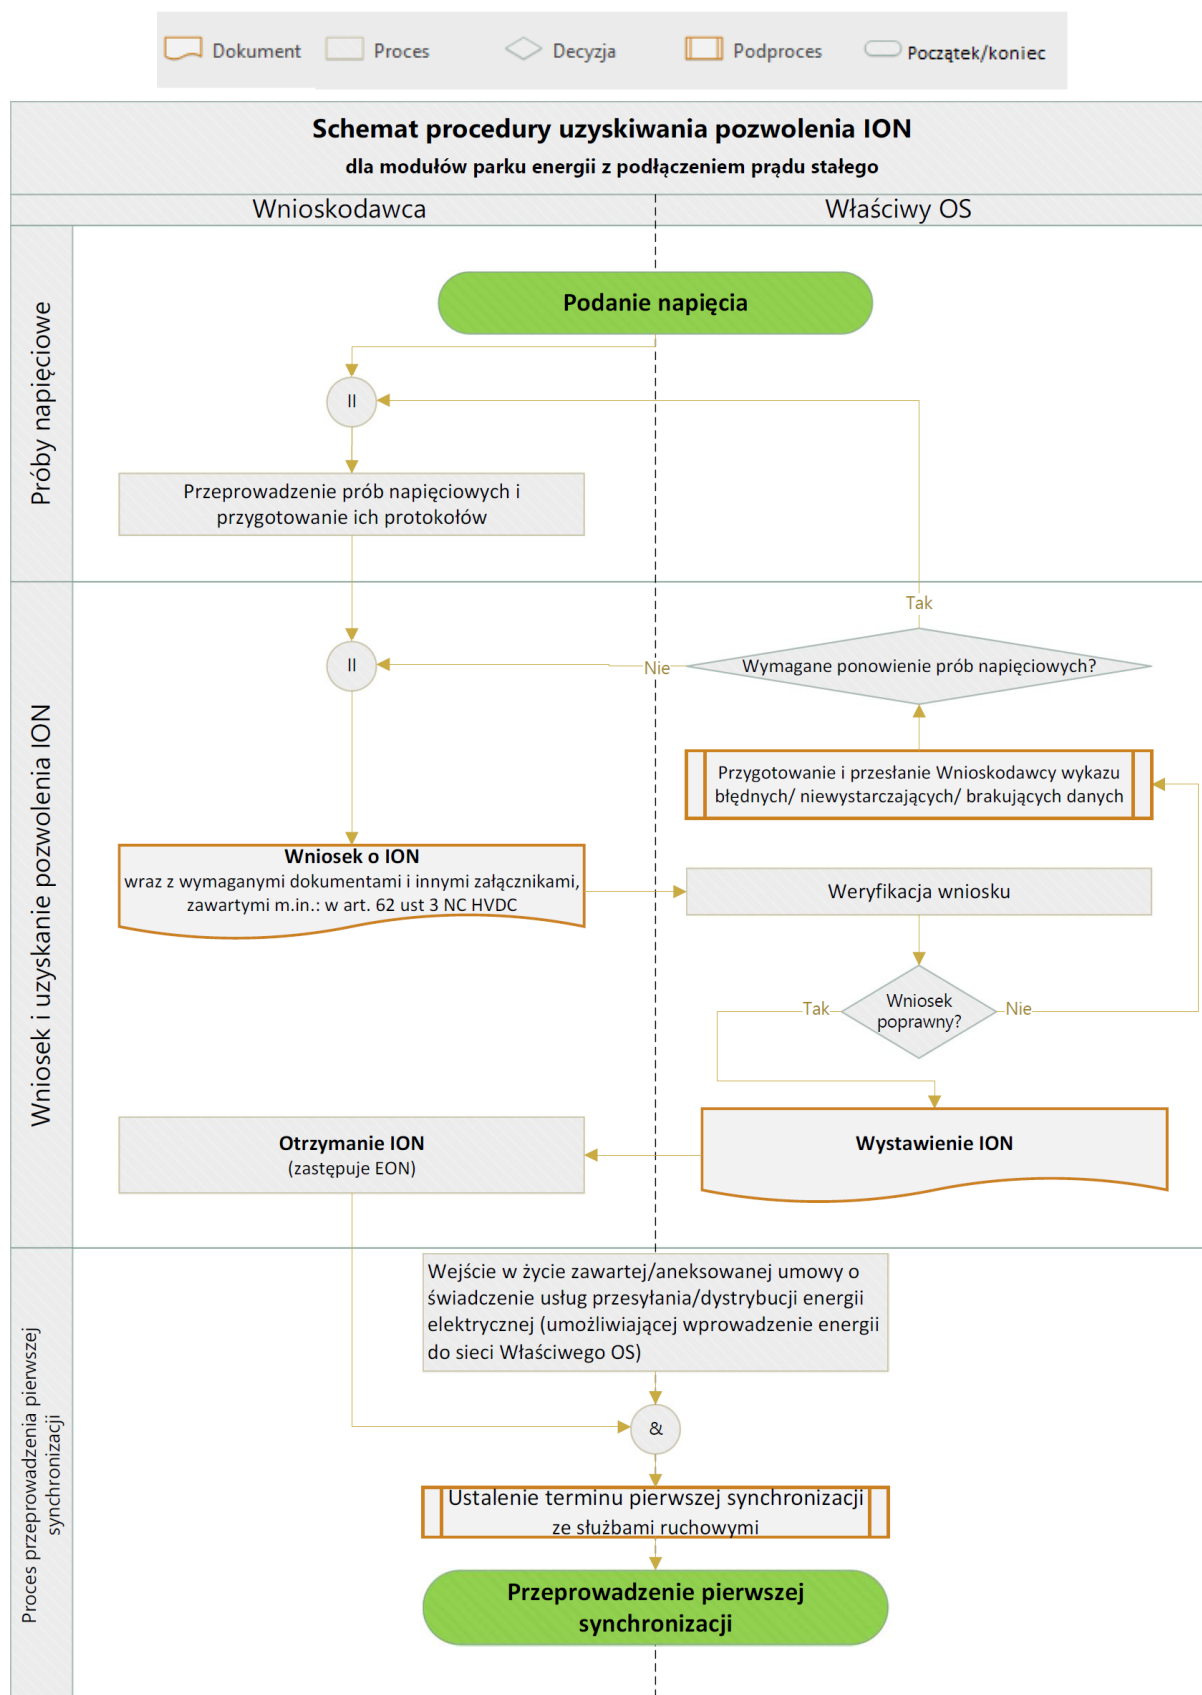 Dokument
Proces
Decyzja
Podproces
Początek/koniec
Schemat procedury uzyskiwania pozwolenia ION
dla modułów parku energii z podłączeniem prądu stałego
Wnioskodawca
Właściwy OS
Próby napięciowe
Podanie napięcia
II
Przeprowadzenie prób napięciowych i
przygotowanie ich protokołów
Wniosek i uzyskanie pozwolenia ION
Tak
II
Nie
Wymagane ponowienie prób napięciowych?
Przygotowanie i przesłanie Wnioskodawcy wykazu
błędnych/ niewystarczających/ brakujących danych
Wniosek o ION
wraz z wymaganymi dokumentami i innymi załącznikami,
zawartymi m.in.: w art. 62 ust 3 NC HVDC
Weryfikacja wniosku
Wniosek
poprawny?
Tak
Nie
Otrzymanie ION
(zastępuje EON)
Wystawienie ION
Proces przeprowadzenia pierwszej
synchronizacji
Wejście w życie zawartej/aneksowanej umowy o
świadczenie usług przesyłania/dystrybucji energii
elektrycznej (umożliwiającej wprowadzenie energii
do sieci Właściwego OS)
&
Ustalenie terminu pierwszej synchronizacji
ze służbami ruchowymi
Przeprowadzenie pierwszej
synchronizacji